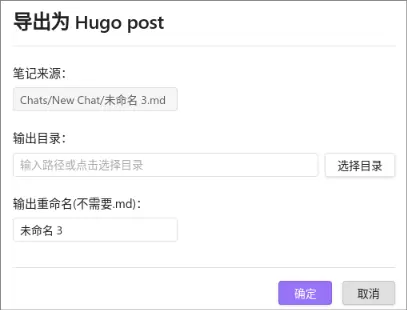 导出为 Hugo post
笔记来源：
Chats/New Chat/未命名 3.md
输出目录：
输入路径或点击选择目录
选择目录
输出重命名(不需要.md)：
未命名 3
确定
取消